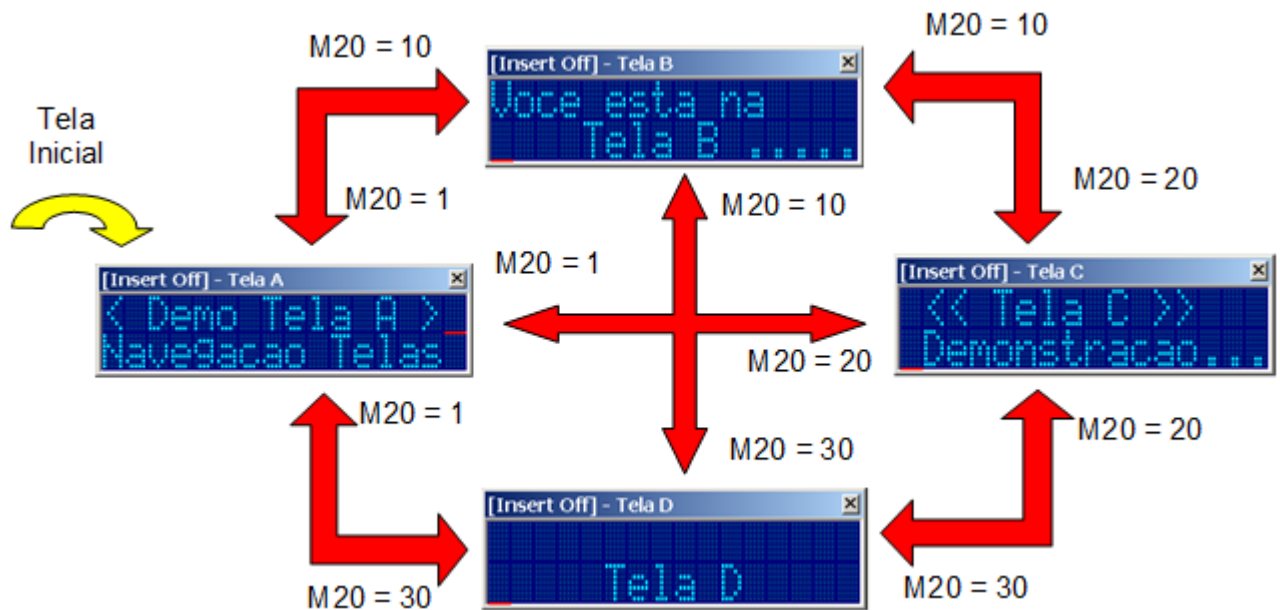 M20 = 10
M20 = 10
[Insert Off] - Tela B
Voce esta na
Tela B .....
Tela
Inicial
M20 = 1
M20 = 10
M20 = 20
M20 = 1
[Insert Off] - Tela A
< Demo Tela A >
Navegacao Telas
[Insert Off] - Tela C
<< Tela C >>
Demonstracao...
M20 = 20
M20 = 1
M20 = 20
M20 = 30
[Insert Off] - Tela D
Tela D
M20 = 30
M20 = 30